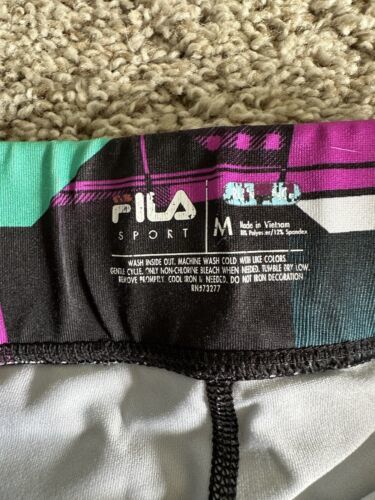 FILA
SPORT
M
Made in Vietnam
88% Polyester/12% Spandex
WASH INSIDE OUT. MACHINE WASH COLD WITH LIKE COLORS.
GENTLE CYCLE. ONLY NON-CHLORINE BLEACH WHEN NEEDED. TUMBLE DRY LOW.
REMOVE PROMPTLY. COOL IRON IF NEEDED. DO NOT IRON DECORATION
RN#73277